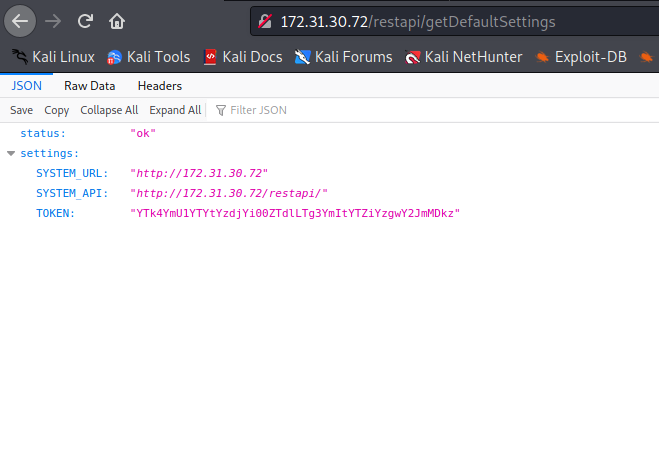 172.31.30.72/restapi/getDefaultSettings
Kali Linux Kali Tools Kali Docs Kali Forums Kali NetHunter Exploit-DB
JSON Raw Data Headers
Save Copy Collapse All Expand All Filter JSON
status: "ok"
settings:
SYSTEM_URL: "http://172.31.30.72"
SYSTEM_API: "http://172.31.30.72/restapi/"
TOKEN: "YTk4YmU1YTYtYzdjYi00ZTdlLTg3YmItYTZiYzgwY2JmMDkz"